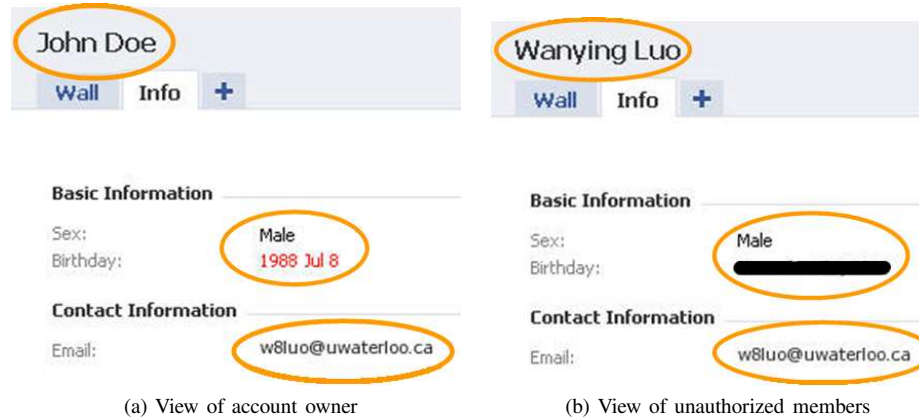 John Doe
Wall Info +
Basic Information
Sex: Male
Birthday: 1988 Jul 8
Contact Information
Email: w8luo@uwaterloo.ca
(a) View of account owner
Wanying Luo
Wall Info +
Basic Information
Sex: Male
Birthday:
Contact Information
Email: w8luo@uwaterloo.ca
(b) View of unauthorized members